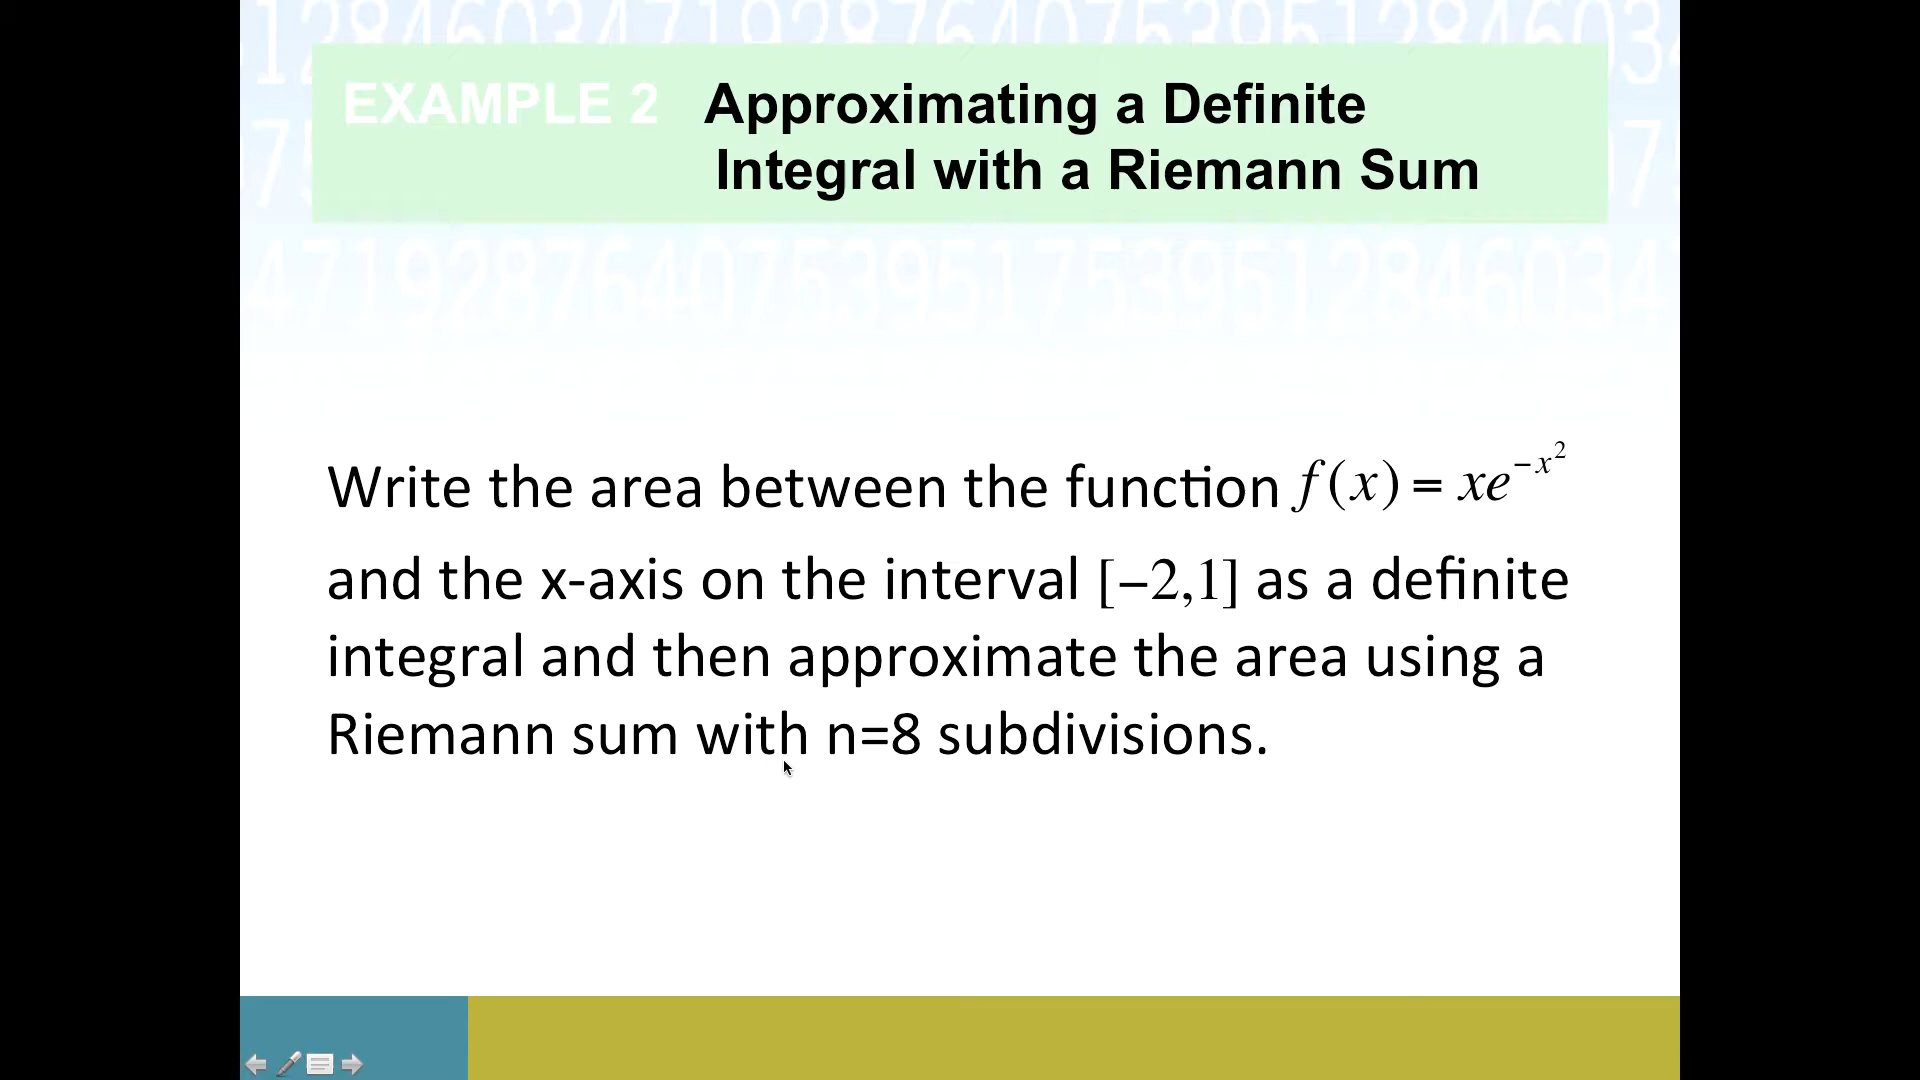 EXAMPLE 2 Approximating a Definite
Integral with a Riemann Sum
Write the area between the function f(x) = xe^{-x^2}
and the x-axis on the interval [−2,1] as a definite
integral and then approximate the area using a
Riemann sum with n=8 subdivisions.